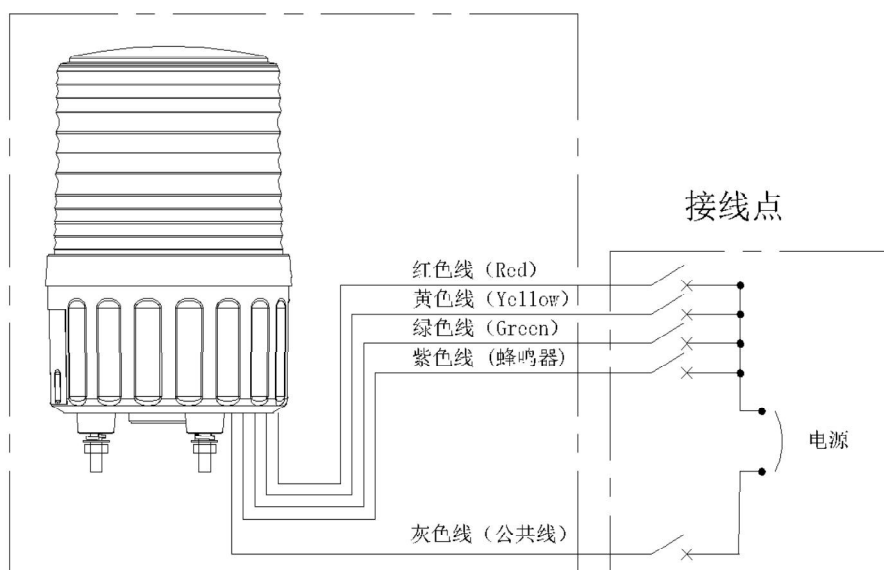 接线点
红色线（Red）
黄色线（Yellow）
绿色线（Green）
紫色线（蜂鸣器）
电源
灰色线（公共线）